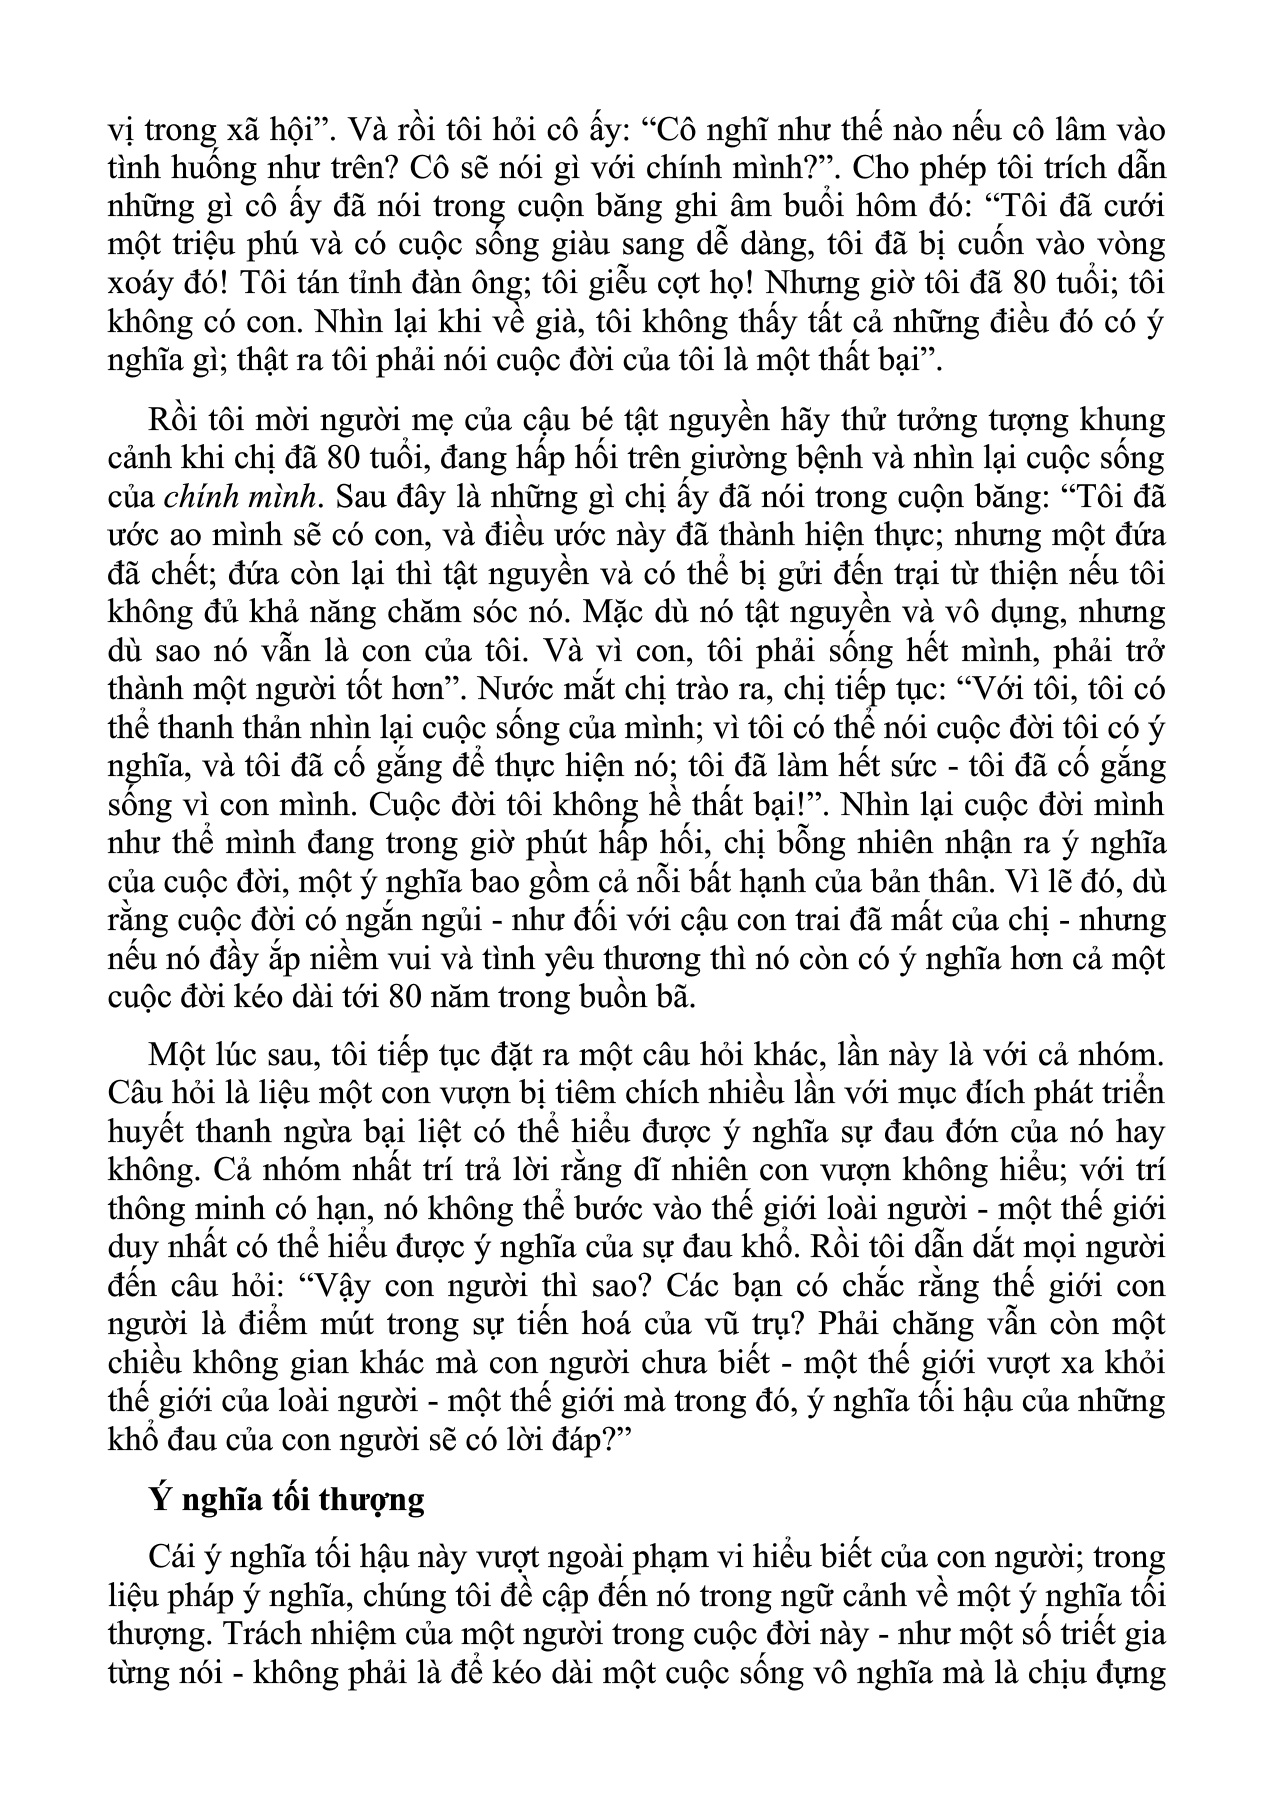 vị trong xã hội”. Và rồi tôi hỏi cô ấy: “Cô nghĩ như thế nào nếu cô lâm vào
tình huống như trên? Cô sẽ nói gì với chính mình?”. Cho phép tôi trích dẫn
những gì cô ấy đã nói trong cuộn băng ghi âm buổi hôm đó: “Tôi đã cưới
một triệu phú và có cuộc sống giàu sang dễ dàng, tôi đã bị cuốn vào vòng
xoáy đó! Tôi tán tỉnh đàn ông; tôi giễu cợt họ! Nhưng giờ tôi đã 80 tuổi; tôi
không có con. Nhìn lại khi về già, tôi không thấy tất cả những điều đó có ý
nghĩa gì; thật ra tôi phải nói cuộc đời của tôi là một thất bại”.
Rồi tôi mời người mẹ của cậu bé tật nguyền hãy thử tưởng tượng khung
cảnh khi chị đã 80 tuổi, đang hấp hối trên giường bệnh và nhìn lại cuộc sống
của chính mình. Sau đây là những gì chị ấy đã nói trong cuộn băng: “Tôi đã
ước ao mình sẽ có con, và điều ước này đã thành hiện thực; nhưng một đứa
đã chết; đứa còn lại thì tật nguyền và có thể bị gửi đến trại từ thiện nếu tôi
không đủ khả năng chăm sóc nó. Mặc dù nó tật nguyền và vô dụng, nhưng
dù sao nó vẫn là con của tôi. Và vì con, tôi phải sống hết mình, phải trở
thành một người tốt hơn”. Nước mắt chị trào ra, chị tiếp tục: “Với tôi, tôi có
thể thanh thản nhìn lại cuộc sống của mình; vì tôi có thể nói cuộc đời tôi có ý
nghĩa, và tôi đã cố gắng để thực hiện nó; tôi đã làm hết sức - tôi đã cố gắng
sống vì con mình. Cuộc đời tôi không hề thất bại!”. Nhìn lại cuộc đời mình
như thể mình đang trong giờ phút hấp hối, chị bỗng nhiên nhận ra ý nghĩa
của cuộc đời, một ý nghĩa bao gồm cả nỗi bất hạnh của bản thân. Vì lẽ đó, dù
rằng cuộc đời có ngắn ngủi - như đối với cậu con trai đã mất của chị - nhưng
nếu nó đầy ắp niềm vui và tình yêu thương thì nó còn có ý nghĩa hơn cả một
cuộc đời kéo dài tới 80 năm trong buồn bã.
Một lúc sau, tôi tiếp tục đặt ra một câu hỏi khác, lần này là với cả nhóm.
Câu hỏi là liệu một con vượn bị tiêm chích nhiều lần với mục đích phát triển
huyết thanh ngừa bại liệt có thể hiểu được ý nghĩa sự đau đớn của nó hay
không. Cả nhóm nhất trí trả lời rằng dĩ nhiên con vượn không hiểu; với trí
thông minh có hạn, nó không thể bước vào thế giới loài người - một thế giới
duy nhất có thể hiểu được ý nghĩa của sự đau khổ. Rồi tôi dẫn dắt mọi người
đến câu hỏi: “Vậy con người thì sao? Các bạn có chắc rằng thế giới con
người là điểm mút trong sự tiến hoá của vũ trụ? Phải chăng vẫn còn một
chiều không gian khác mà con người chưa biết - một thế giới vượt xa khỏi
thế giới của loài người - một thế giới mà trong đó, ý nghĩa tối hậu của những
khổ đau của con người sẽ có lời đáp?”
Ý nghĩa tối thượng
Cái ý nghĩa tối hậu này vượt ngoài phạm vi hiểu biết của con người; trong
liệu pháp ý nghĩa, chúng tôi đề cập đến nó trong ngữ cảnh về một ý nghĩa tối
thượng. Trách nhiệm của một người trong cuộc đời này - như một số triết gia
từng nói - không phải là để kéo dài một cuộc sống vô nghĩa mà là chịu đựng